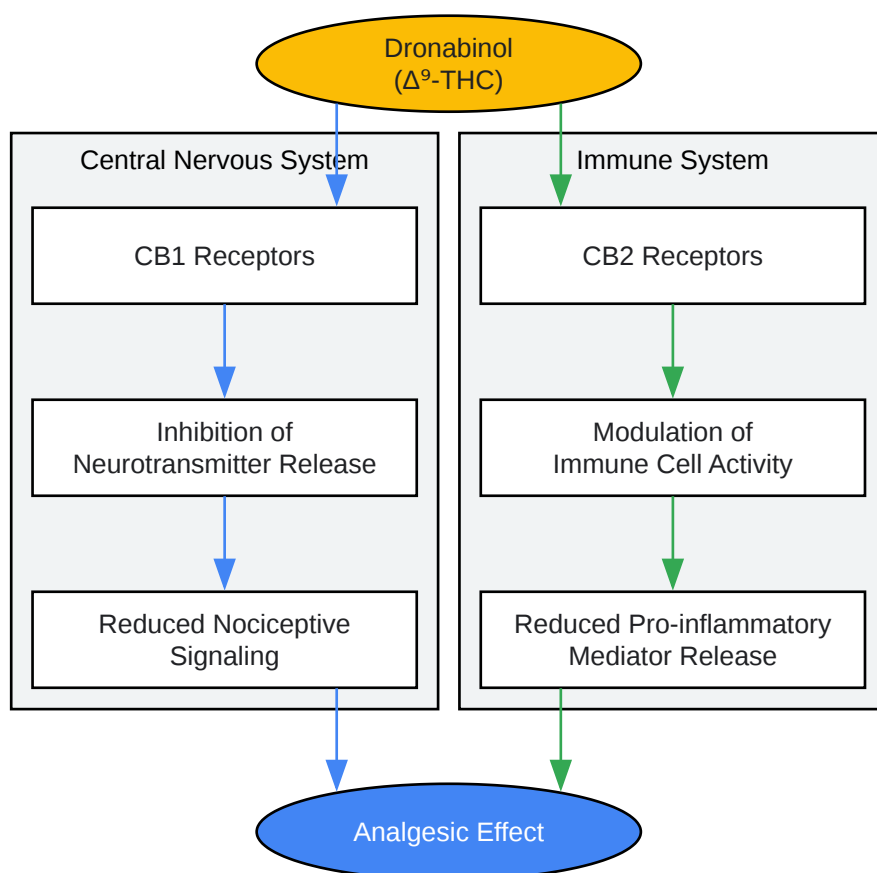 Dronabinol
(Δ⁹-THC)
Central Nervous System
CB1 Receptors
Inhibition of
Neurotransmitter Release
Reduced Nociceptive
Signaling
Immune System
CB2 Receptors
Modulation of
Immune Cell Activity
Reduced Pro-inflammatory
Mediator Release
Analgesic Effect